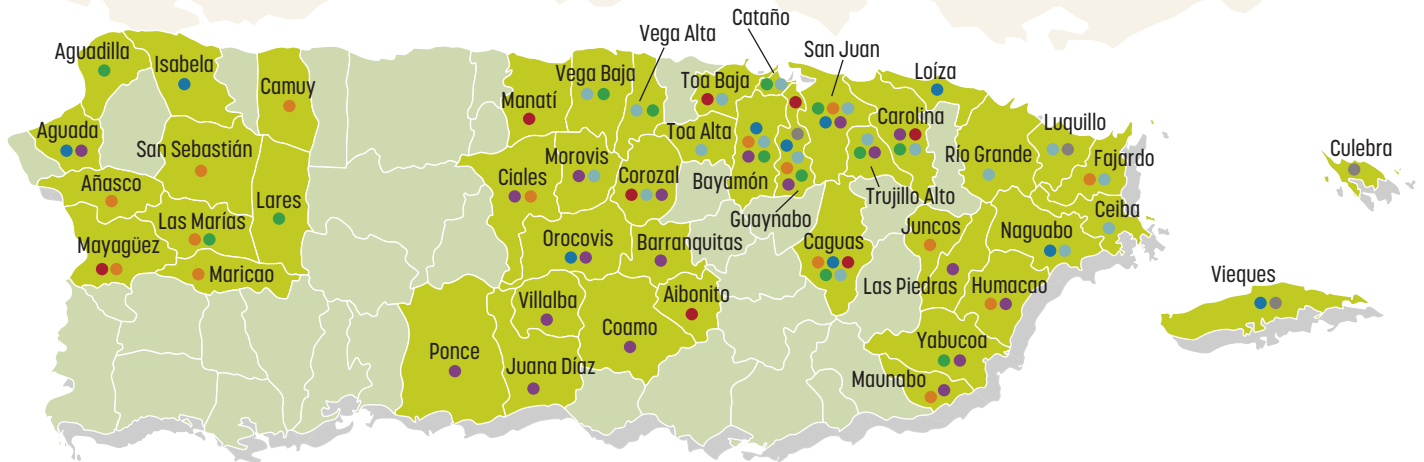 Cataño
Vega Alta
San Juan
Aguadilla
Isabela
Vega Baja
Toa Baja
Loíza
Camuy
Manatí
Carolina
Luquillo
Aguada
Toa Alta
San Sebastián
Morovis
Río Grande
Culebra
Fajardo
Ciales
Corozal
Bayamón
Añasco
Trujillo Alto
Lares
Guaynabo
Ceiba
Las Marías
Juncos
Naguabo
Mayagüez
Orocovis
Barranquitas
Caguas
Maricao
Vieques
Las Piedras
Humacao
Villalba
Aibonito
Coamo
Yabucoa
Ponce
Juana Díaz
Maunabo